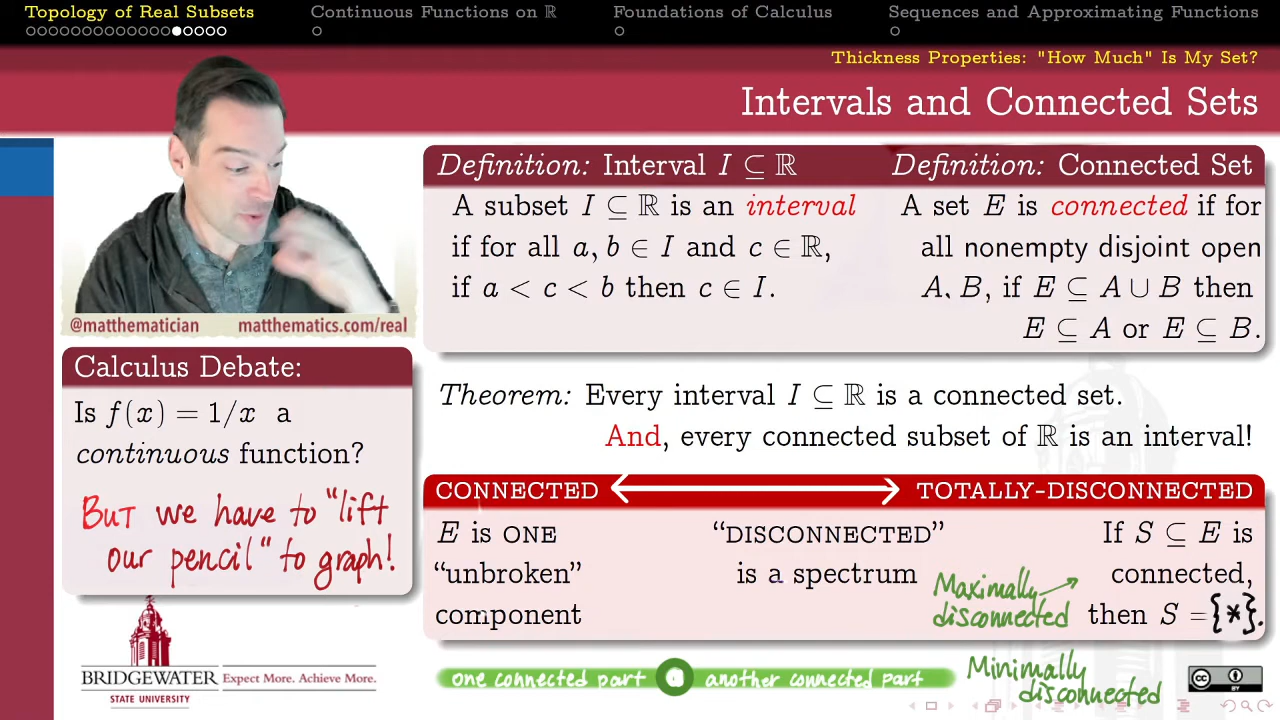 Topology of Real Subsets
Continuous Functions on ℝ
Foundations of Calculus
Sequences and Approximating Functions
Thickness Properties: "How Much" Is My Set?
Intervals and Connected Sets
@matthematician matthematics.com/real
Definition: Interval I ⊆ ℝ
A subset I ⊆ ℝ is an interval
if for all a, b ∈ I and c ∈ ℝ,
if a < c < b then c ∈ I.
Definition: Connected Set
A set E is connected if for
all nonempty disjoint open
A, B, if E ⊆ A ∪ B then
E ⊆ A or E ⊆ B.
Calculus Debate:
Is f(x) = 1/x a
continuous function?
But we have to "lift
our pencil" to graph!
Theorem: Every interval I ⊆ ℝ is a connected set.
And, every connected subset of ℝ is an interval!
CONNECTED
TOTALLY-DISCONNECTED
E is ONE
"unbroken"
component
"DISCONNECTED"
is a spectrum
If S ⊆ E is
connected,
then S = {*}.
Maximally
disconnected
one connected part
another connected part
Minimally
disconnected
BRIDGEWATER
STATE UNIVERSITY
Expect More. Achieve More.
cc
BY